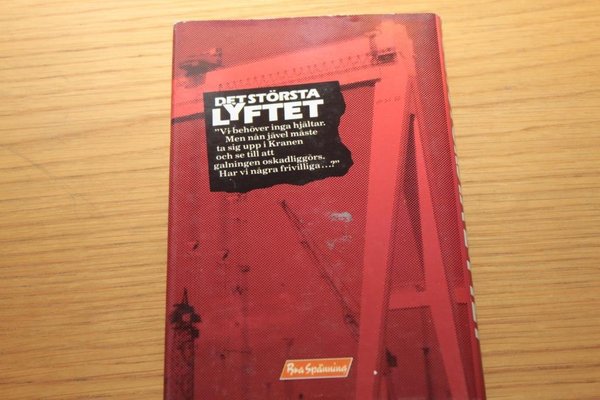 DET STÖRSTA
LYFTET
"Vi behöver inga hjältar.
Men nån jävel måste
ta sig upp i Kranen
och se till att
galningen oskadliggörs.
Har vi några frivilliga...?"
Bra Spänning